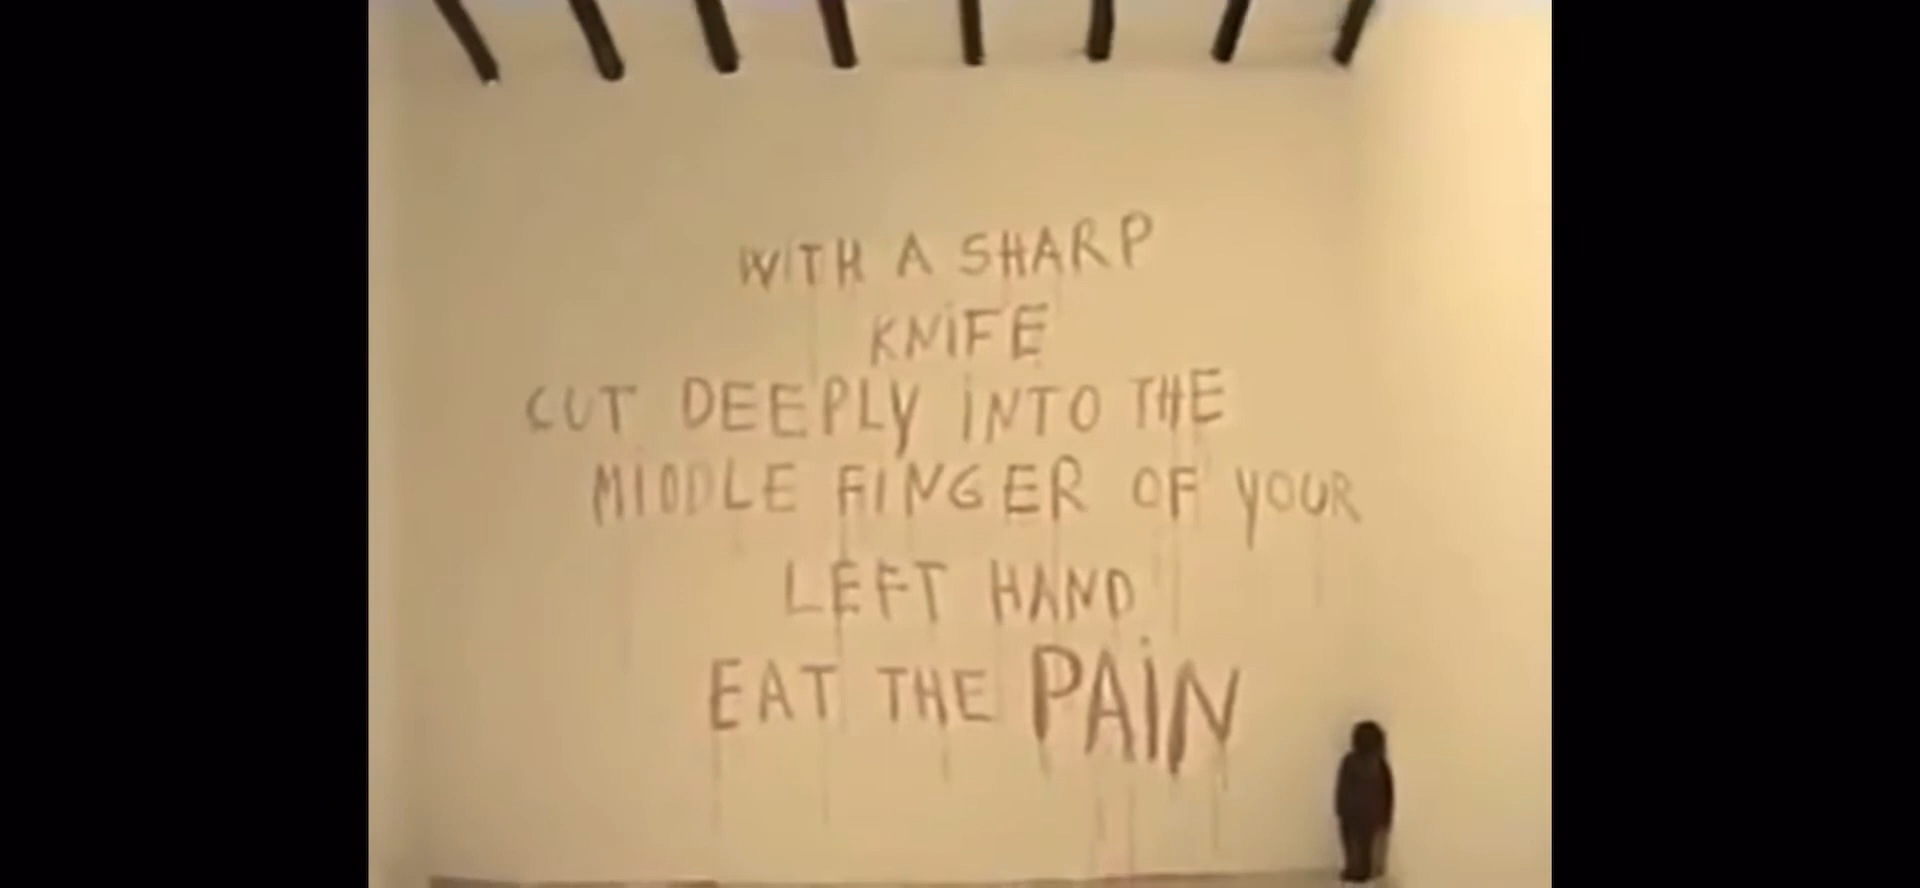 WITH A SHARP
KNIFE
CUT DEEPLY INTO THE
MIDDLE FINGER OF YOUR
LEFT HAND
EAT THE PAIN